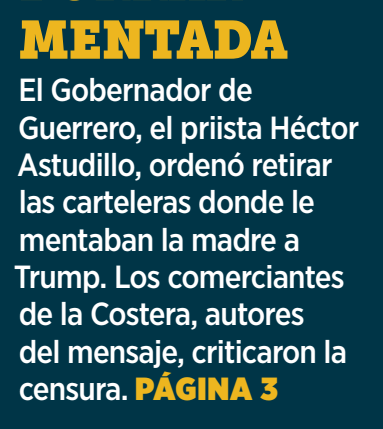 MENTADA
El Gobernador de
Guerrero, el priista Héctor
Astudillo, ordenó retirar
las carteleras donde le
mentaban la madre a
Trump. Los comerciantes
de la Costera, autores
del mensaje, criticaron la
censura. PÁGINA 3